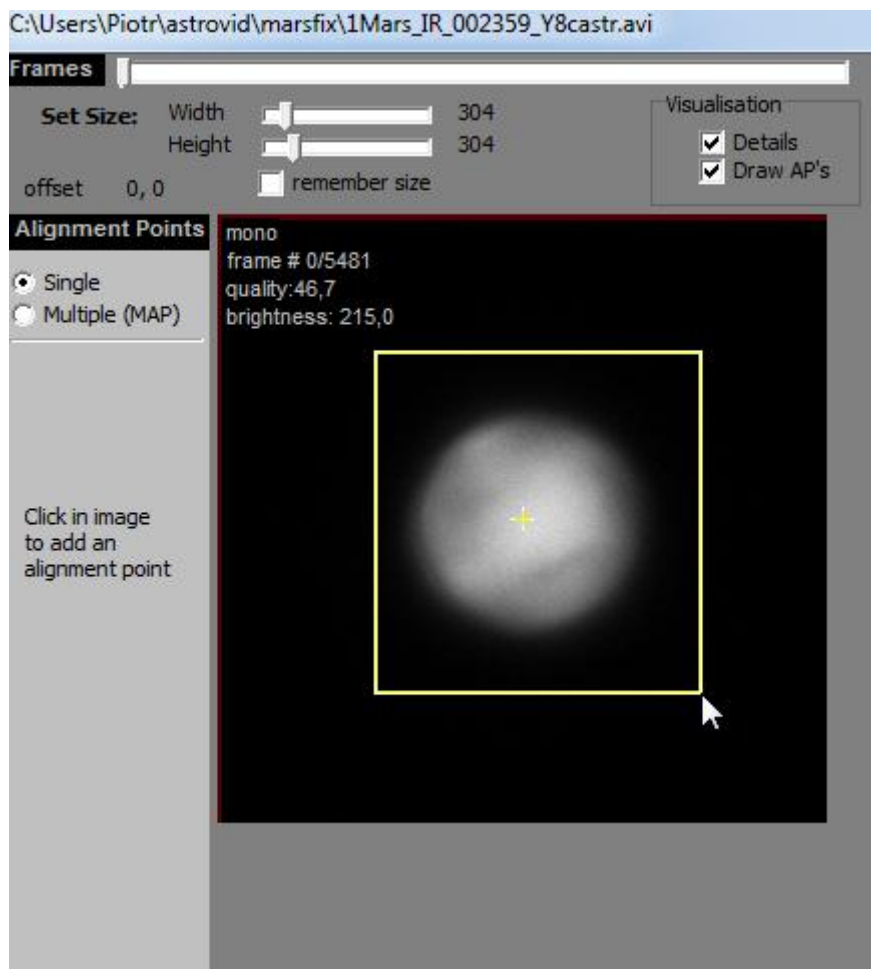 C:\Users\Piotr\astrovid\marsfix\1Mars_IR_002359_Y8castr.avi
Frames
Set Size: Width 304
Height 304
offset 0, 0
remember size
Visualisation
Details
Draw AP's
Alignment Points
Single
Multiple (MAP)
mono
frame # 0/5481
quality:46,7
brightness: 215,0
Click in image
to add an
alignment point